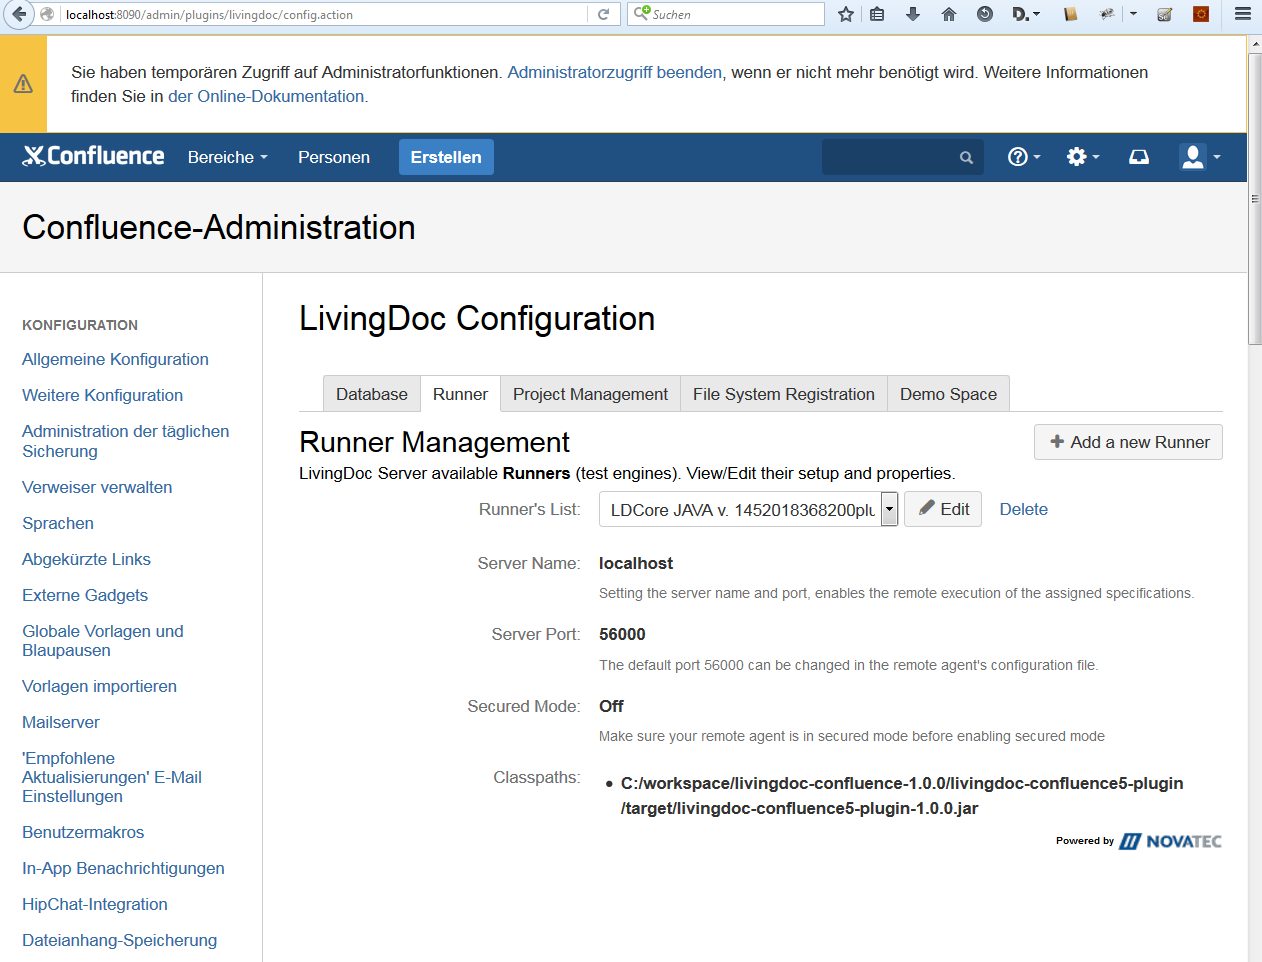 localhost:8090/admin/plugins/livingdoc/config.action
Suchen
D.
Sie haben temporären Zugriff auf Administratorfunktionen. Administratorzugriff beenden, wenn er nicht mehr benötigt wird. Weitere Informationen
finden Sie in der Online-Dokumentation.
Confluence
Bereiche
Personen
Erstellen
Confluence-Administration
KONFIGURATION
Allgemeine Konfiguration
Weitere Konfiguration
Administration der täglichen
Sicherung
Verweiser verwalten
Sprachen
Abgekürzte Links
Externe Gadgets
Globale Vorlagen und
Blaupausen
Vorlagen importieren
Mailserver
'Empfohlene
Aktualisierungen' E-Mail
Einstellungen
Benutzermakros
In-App Benachrichtigungen
HipChat-Integration
Dateianhang-Speicherung
LivingDoc Configuration
Database
Runner
Project Management
File System Registration
Demo Space
Runner Management
Add a new Runner
LivingDoc Server available Runners (test engines). View/Edit their setup and properties.
Runner's List: LDCore JAVA v. 1452018368200plu Edit Delete
Server Name: localhost
Setting the server name and port, enables the remote execution of the assigned specifications.
Server Port: 56000
The default port 56000 can be changed in the remote agent's configuration file.
Secured Mode: Off
Make sure your remote agent is in secured mode before enabling secured mode
Classpaths: • C:/workspace/livingdoc-confluence-1.0.0/livingdoc-confluence5-plugin
/target/livingdoc-confluence5-plugin-1.0.0.jar
Powered by NOVATEC